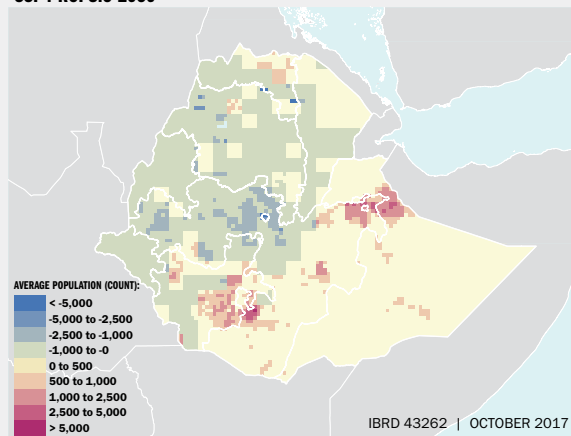 AVERAGE POPULATION (COUNT):
< -5,000
-5,000 to -2,500
-2,500 to -1,000
-1,000 to -0
0 to 500
500 to 1,000
1,000 to 2,500
2,500 to 5,000
> 5,000
IBRD 43262 | OCTOBER 2017